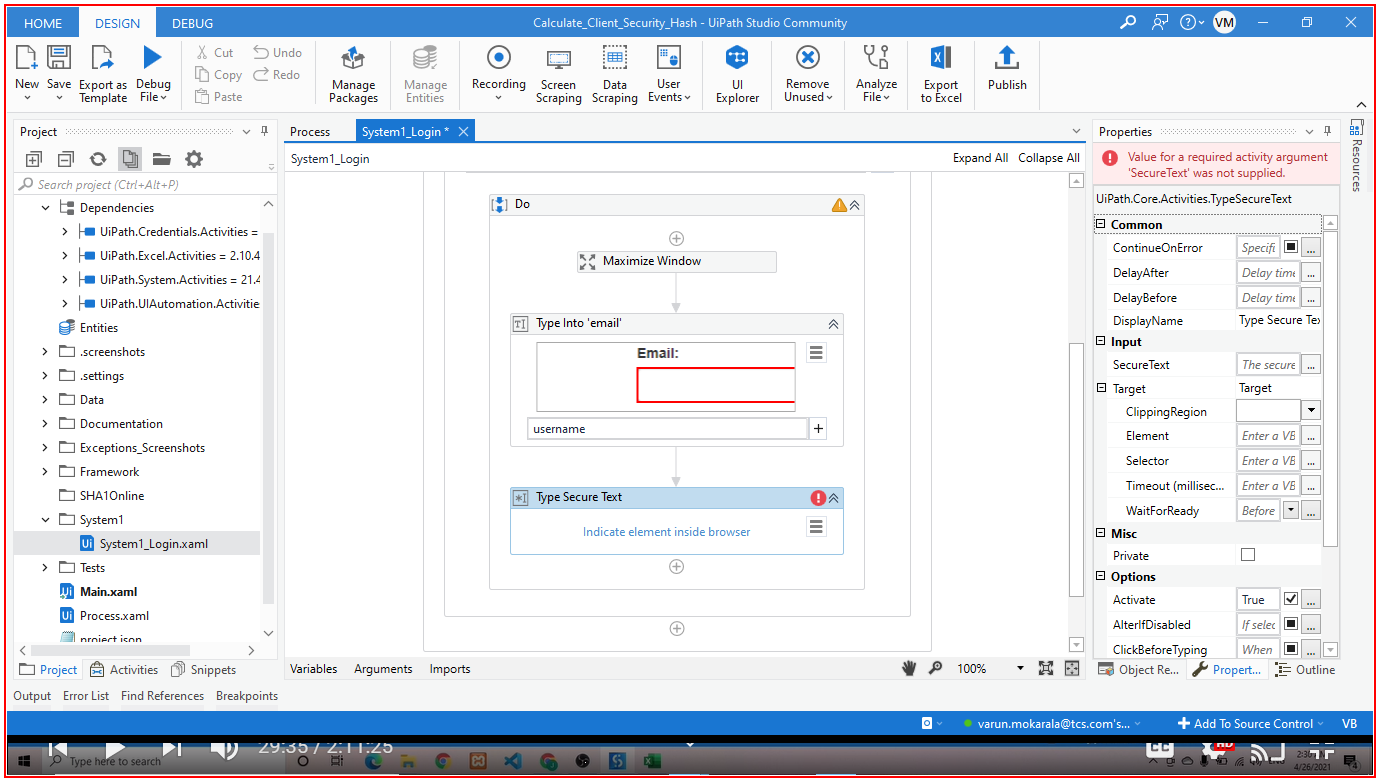 HOME DESIGN DEBUG Calculate_Client_Security_Hash - UiPath Studio Community VM
New Save Export as Template Debug File
Cut Copy Paste Undo Redo
Manage Packages
Manage Entities
Recording
Screen Scraping
Data Scraping
User Events
UI Explorer
Remove Unused
Analyze File
Export to Excel
Publish
Project
Search project (Ctrl+Alt+P)
Dependencies
UiPath.Credentials.Activities =
UiPath.Excel.Activities = 2.10.4
UiPath.System.Activities = 21.4
UiPath.UIAutomation.Activitie
Entities
.screenshots
.settings
Data
Documentation
Exceptions_Screenshots
Framework
SHA1Online
System1
System1_Login.xaml
Tests
Main.xaml
Process.xaml
project.json
Project Activities Snippets
Process System1_Login *
System1_Login Expand All Collapse All
Do
Maximize Window
Type Into 'email'
Email:
username
Type Secure Text
Indicate element inside browser
Variables Arguments Imports 100%
Properties
Value for a required activity argument
'SecureText' was not supplied.
UiPath.Core.Activities.TypeSecureText
Common
ContinueOnError Specifi ...
DelayAfter Delay time ...
DelayBefore Delay time ...
DisplayName Type Secure Tex
Input
SecureText The secure ...
Target Target
ClippingRegion
Element Enter a VB ...
Selector Enter a VB ...
Timeout (millisec... Enter a VB ...
WaitForReady Before ...
Misc
Private
Options
Activate True ...
AlterIfDisabled If selec ...
ClickBeforeTyping When ...
Object Re... Propert... Outline
Resources
Output Error List Find References Breakpoints
varun.mokarala@tcs.com's... Add To Source Control VB
29:35 / 2:11:25 CC HD
Type here to search
4/26/2021